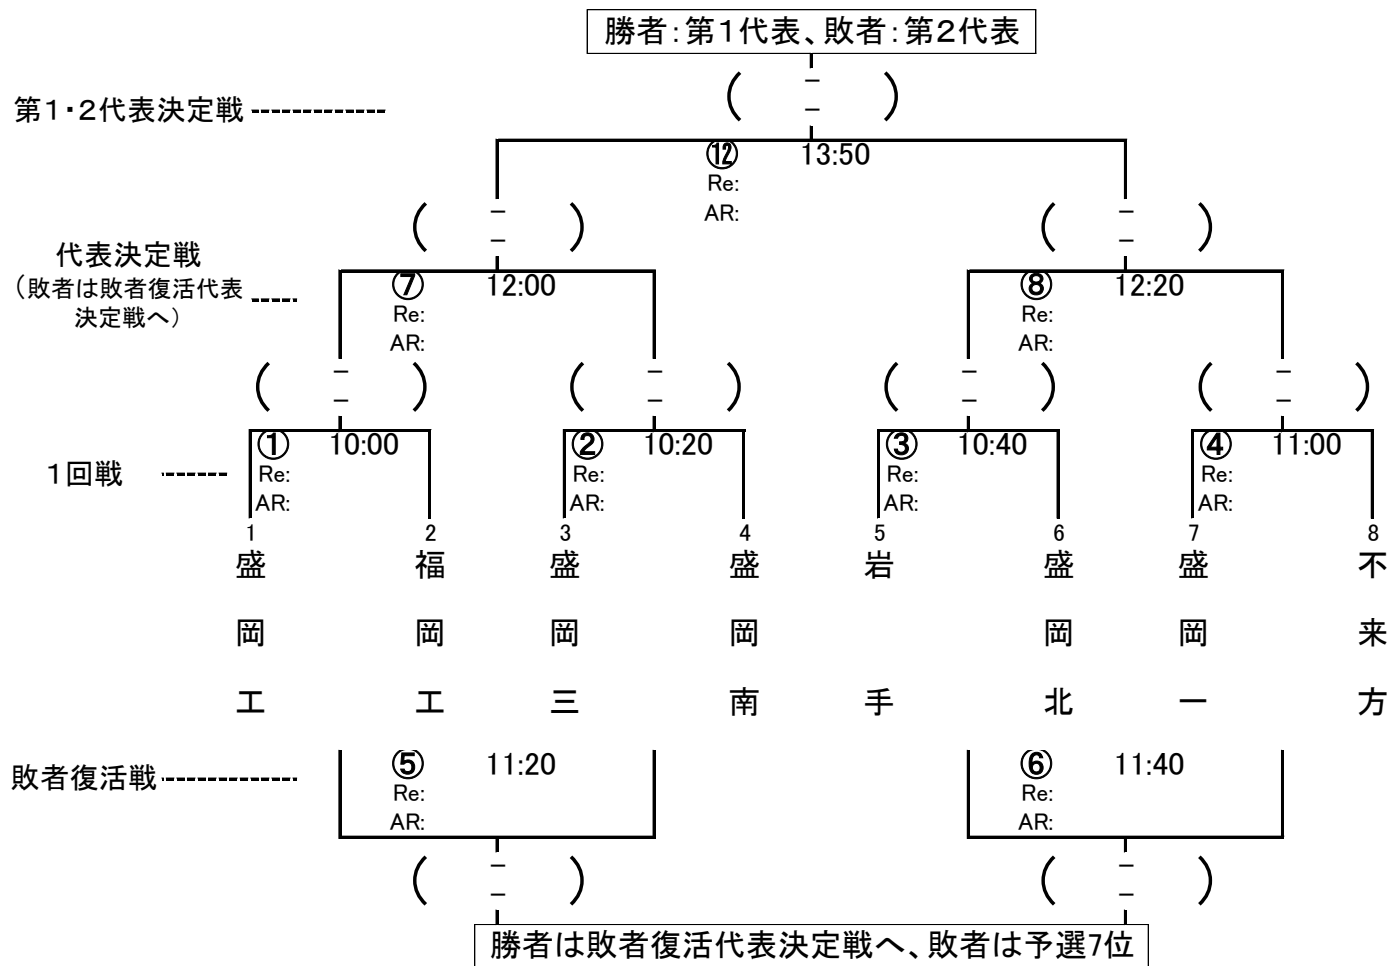 勝者：第１代表、敗者：第２代表
( － － )
第１・２代表決定戦
⑫ 13:50
Re:
AR:
( － － ) ( － － )
代表決定戦
（敗者は敗者復活代表
決定戦へ）
⑦ 12:00
Re:
AR:
⑧ 12:20
Re:
AR:
( － － ) ( － － ) ( － － ) ( － － )
１回戦
① 10:00
Re:
AR:
② 10:20
Re:
AR:
③ 10:40
Re:
AR:
④ 11:00
Re:
AR:
1 2 3 4 5 6 7 8
盛岡工
福岡工
盛岡三
盛岡南
岩手
盛岡北
盛岡一
不来方
敗者復活戦
⑤ 11:20
Re:
AR:
⑥ 11:40
Re:
AR:
( － － ) ( － － )
勝者は敗者復活代表決定戦へ、敗者は予選7位